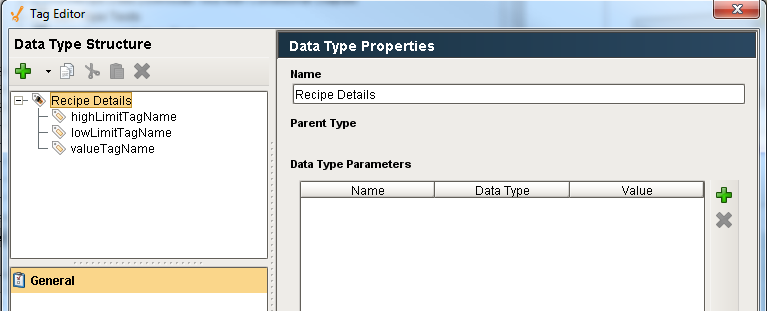 Tag Editor
Data Type Structure
Recipe Details
highLimitTagName
lowLimitTagName
valueTagName
General
Data Type Properties
Name
Recipe Details
Parent Type
Data Type Parameters
Name Data Type Value